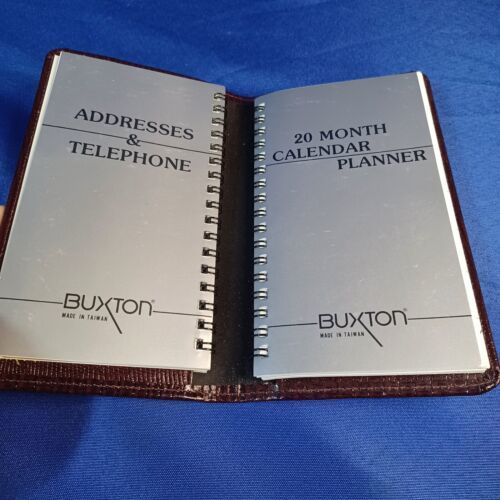 ADDRESSES
&
TELEPHONE
BUXTON®
MADE IN TAIWAN
20 MONTH
CALENDAR
PLANNER
BUXTON®
MADE IN TAIWAN